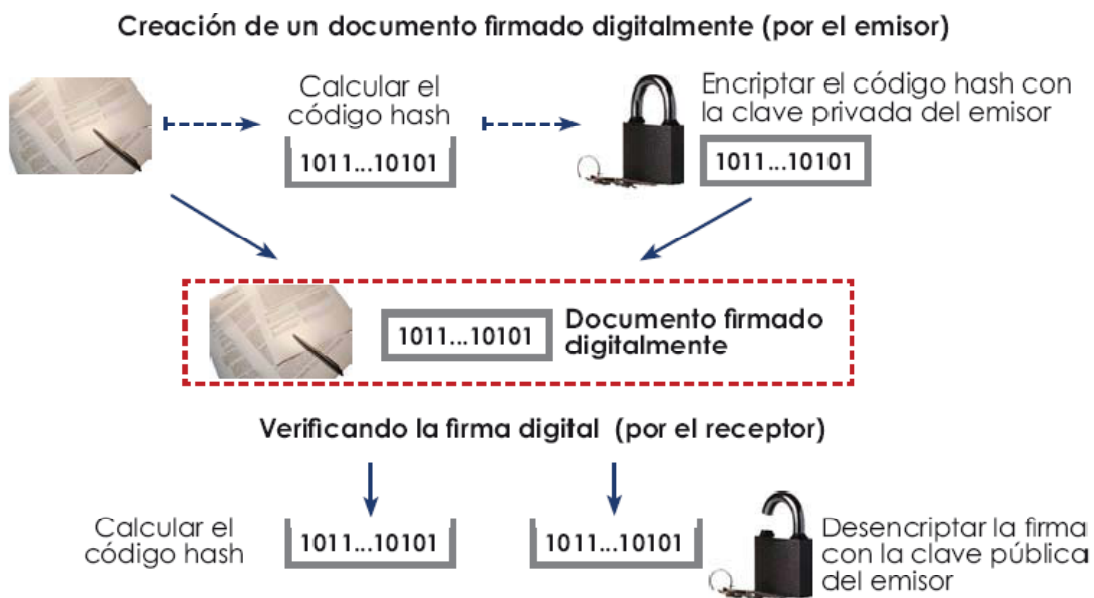 Creación de un documento firmado digitalmente (por el emisor)
Calcular el
código hash
1011...10101
Encriptar el código hash con
la clave privada del emisor
1011...10101
1011...10101
Documento firmado
digitalmente
Verificando la firma digital (por el receptor)
Calcular el
código hash
1011...10101
1011...10101
Desencriptar la firma
con la clave pública
del emisor